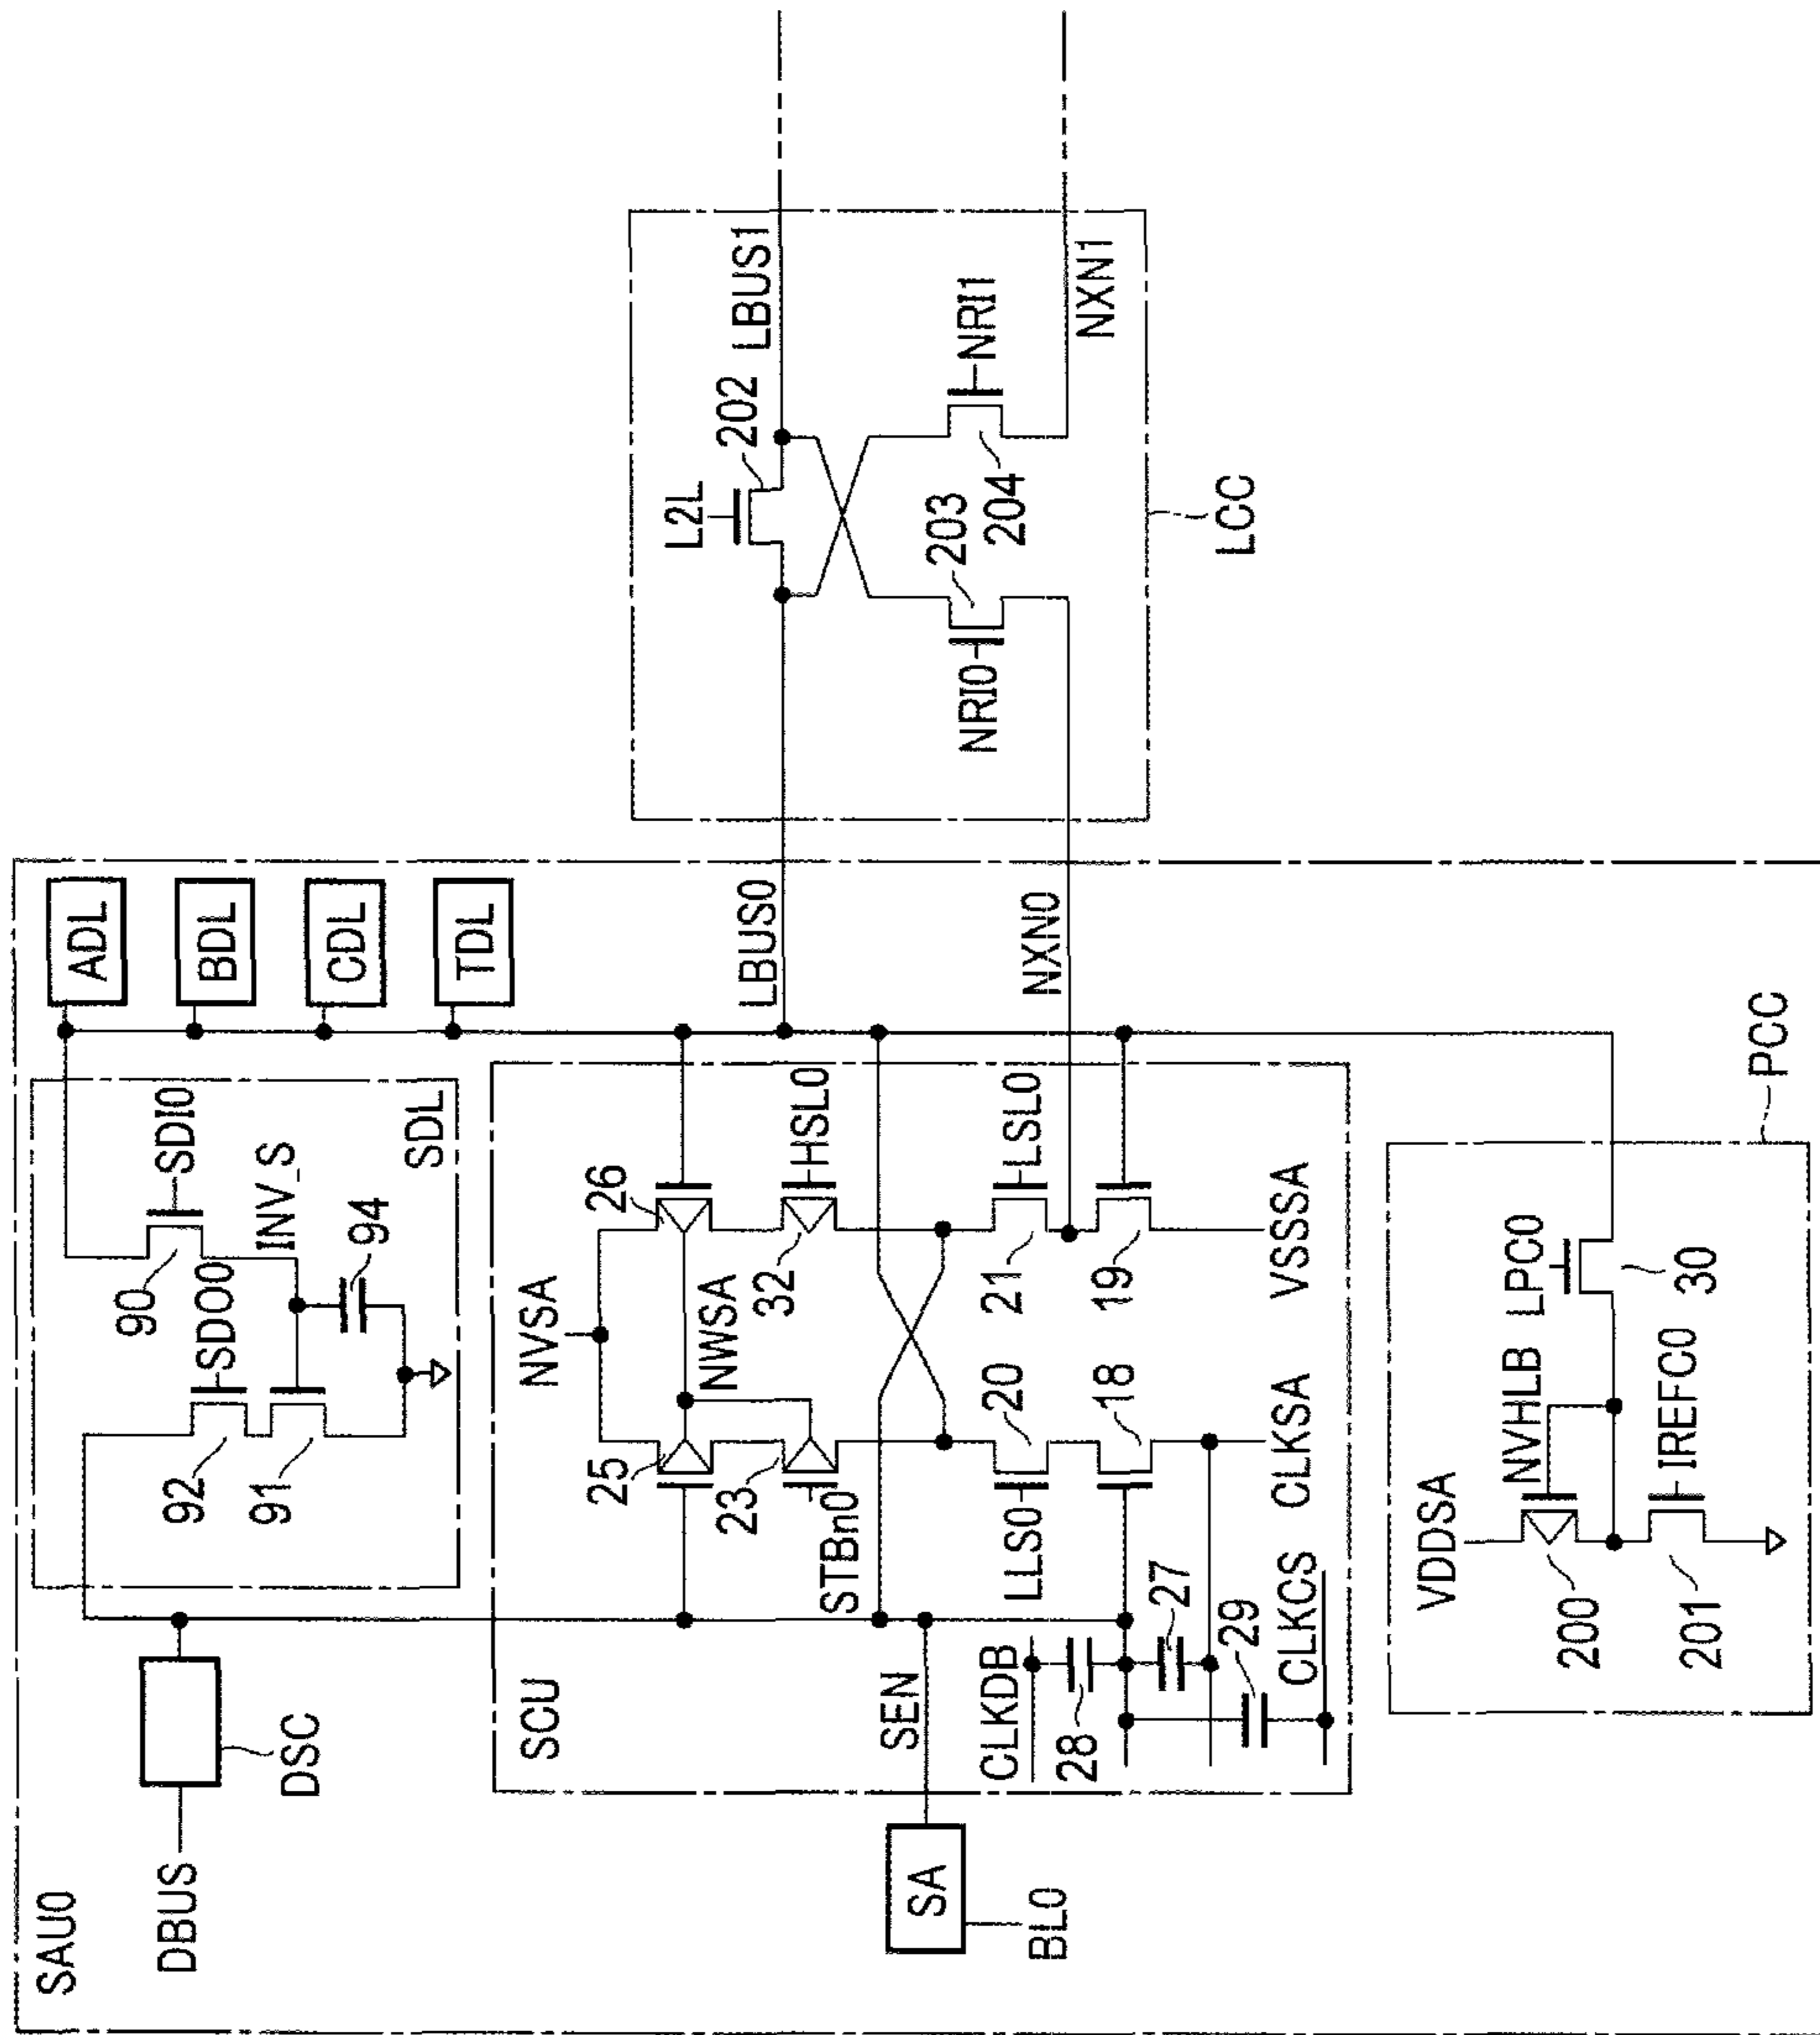 SAU0
DBUS
DSC
SDL
92
91
90
94
SDO00
SDI0
INV_S
ADL
BDL
CDL
TDL
SCU
NVSA
NWSA
25
26
23
32
STBn0
HSL0
LLS0
LSL0
20
21
18
19
CLKSA
VSSSA
SEN
SA
BL0
CLKDB
28
27
29
CLKCS
LBUS0
NXN0
PCC
VDDSA
NVHLB
LPC0
30
200
201
IREFC0
LCC
L2L
202
LBUS1
203
204
NRI0
NRI1
NXN1